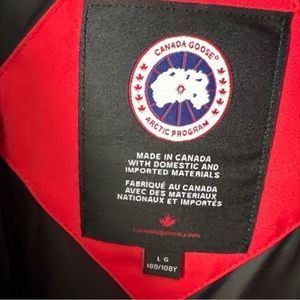 CANADA GOOSE®
ARCTIC PROGRAM
MADE IN CANADA
WITH DOMESTIC AND
IMPORTED MATERIALS
FABRIQUÉ AU CANADA
AVEC DES MATERIAUX
NATIONAUX ET IMPORTÉS
canadagoose.com
L G
180/108Y